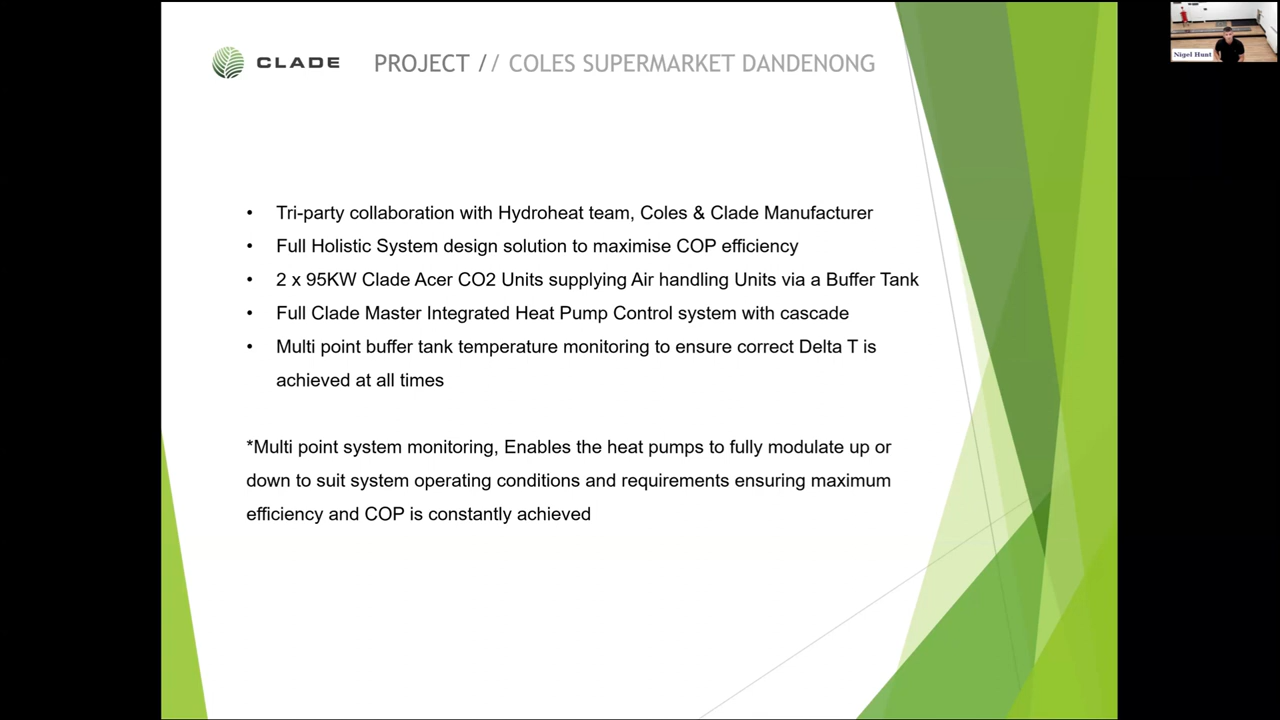 CLADE PROJECT // COLES SUPERMARKET DANDENONG
Nigel Hunt
• Tri-party collaboration with Hydroheat team, Coles & Clade Manufacturer
• Full Holistic System design solution to maximise COP efficiency
• 2 x 95KW Clade Acer CO2 Units supplying Air handling Units via a Buffer Tank
• Full Clade Master Integrated Heat Pump Control system with cascade
• Multi point buffer tank temperature monitoring to ensure correct Delta T is
achieved at all times
*Multi point system monitoring, Enables the heat pumps to fully modulate up or
down to suit system operating conditions and requirements ensuring maximum
efficiency and COP is constantly achieved